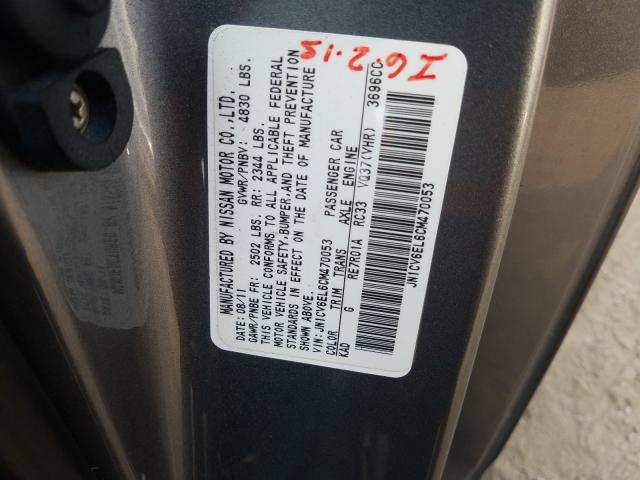 MANUFACTURED BY NISSAN MOTOR CO.,LTD.
DATE: 08/11 GVWR/PNBV: 4830 LBS.
GAWR/PNBE FR: 2502 LBS. RR: 2344 LBS.
THIS VEHICLE CONFORMS TO ALL APPLICABLE FEDERAL
MOTOR VEHICLE SAFETY,BUMPER,AND THEFT PREVENTION
STANDARDS IN EFFECT ON THE DATE OF MANUFACTURE
SHOWN ABOVE.
VIN: JN1CV6EL6CM470053 PASSENGER CAR
COLOR TRIM TRANS AXLE ENGINE
KAD G RE7R01A RC33 VQ37(VHR) 3696CC
JN1CV6EL6CM470053